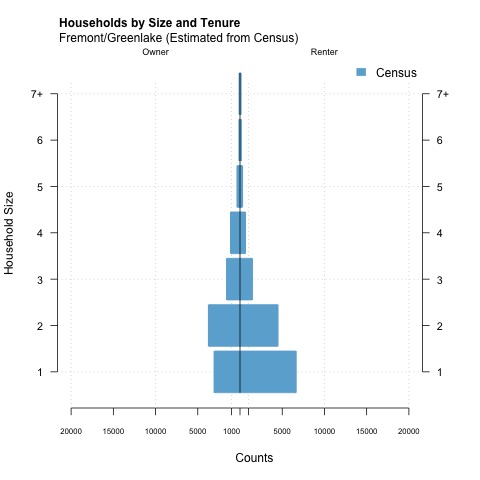 Households by Size and Tenure
Fremont/Greenlake (Estimated from Census)
Owner Renter
Census
7+ 7+
6 6
5 5
4 4
3 3
2 2
1 1
Household Size
20000 15000 10000 5000 1000 5000 10000 15000 20000
Counts